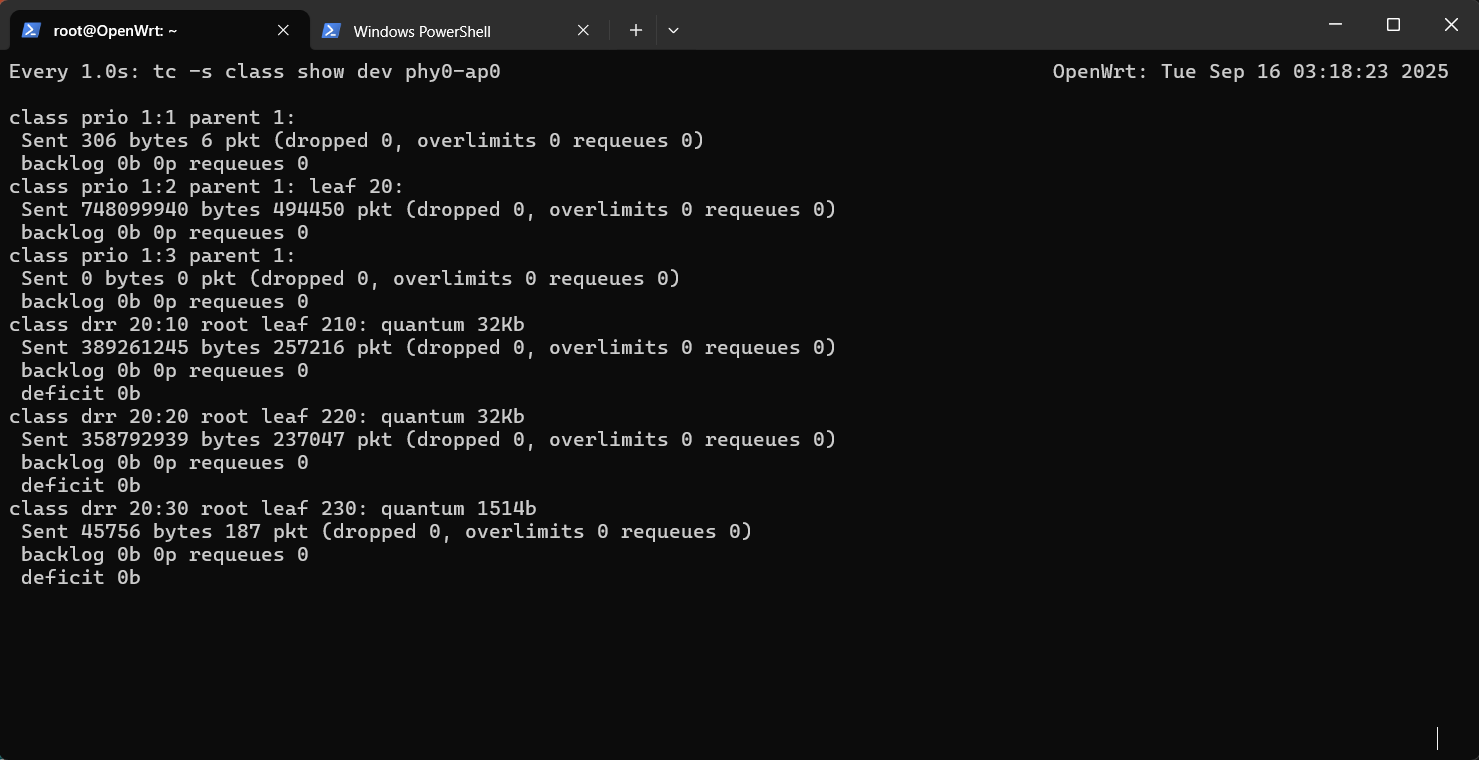 root@OpenWrt: ~
Windows PowerShell
Every 1.0s: tc -s class show dev phy0-ap0 OpenWrt: Tue Sep 16 03:18:23 2025
class prio 1:1 parent 1:
Sent 306 bytes 6 pkt (dropped 0, overlimits 0 requeues 0)
backlog 0b 0p requeues 0
class prio 1:2 parent 1: leaf 20:
Sent 748099940 bytes 494450 pkt (dropped 0, overlimits 0 requeues 0)
backlog 0b 0p requeues 0
class prio 1:3 parent 1:
Sent 0 bytes 0 pkt (dropped 0, overlimits 0 requeues 0)
backlog 0b 0p requeues 0
class drr 20:10 root leaf 210: quantum 32Kb
Sent 389261245 bytes 257216 pkt (dropped 0, overlimits 0 requeues 0)
backlog 0b 0p requeues 0
deficit 0b
class drr 20:20 root leaf 220: quantum 32Kb
Sent 358792939 bytes 237047 pkt (dropped 0, overlimits 0 requeues 0)
backlog 0b 0p requeues 0
deficit 0b
class drr 20:30 root leaf 230: quantum 1514b
Sent 45756 bytes 187 pkt (dropped 0, overlimits 0 requeues 0)
backlog 0b 0p requeues 0
deficit 0b